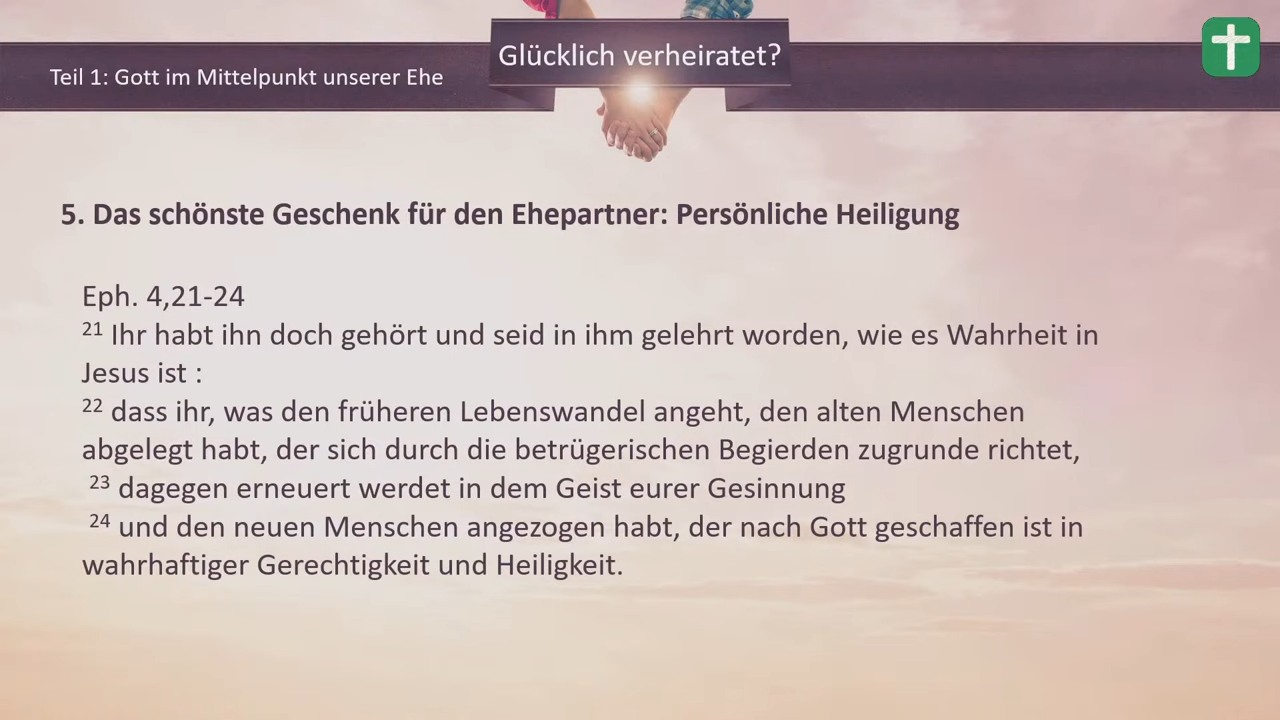 Glücklich verheiratet?
Teil 1: Gott im Mittelpunkt unserer Ehe
5. Das schönste Geschenk für den Ehepartner: Persönliche Heiligung
Eph. 4,21-24
21 Ihr habt ihn doch gehört und seid in ihm gelehrt worden, wie es Wahrheit in
Jesus ist :
22 dass ihr, was den früheren Lebenswandel angeht, den alten Menschen
abgelegt habt, der sich durch die betrügerischen Begierden zugrunde richtet,
23 dagegen erneuert werdet in dem Geist eurer Gesinnung
24 und den neuen Menschen angezogen habt, der nach Gott geschaffen ist in
wahrhaftiger Gerechtigkeit und Heiligkeit.